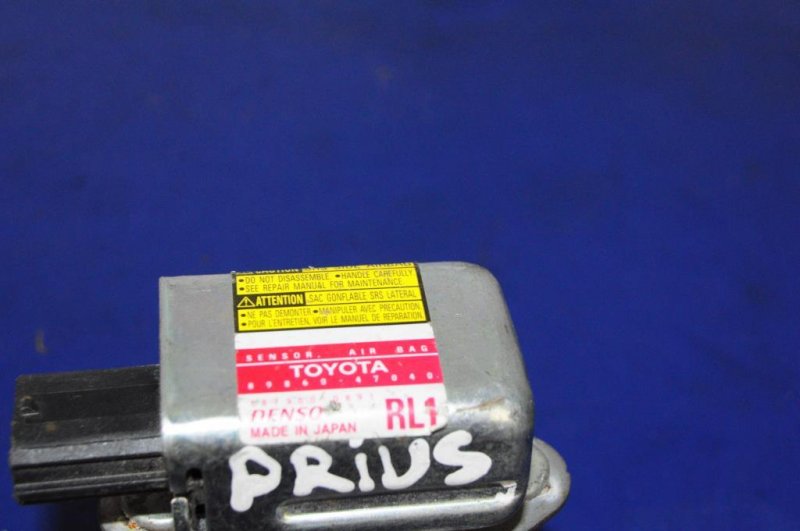 •DO NOT DISASSEMBLE •HANDLE CAREFULLY
•SEE REPAIR MANUAL FOR MAINTENANCE
⚠ATTENTION SAC GONFLABLE SRS LATERAL
•NE PAS DEMONTER •MANIPULER AVEC PRECAUTION
•POUR L'ENTRETIEN, VOIR LE MANUEL DE REPARATION
SENSOR, AIR BAG
TOYOTA
89860-47040
DENSO
MADE IN JAPAN
RL1
PRIUS